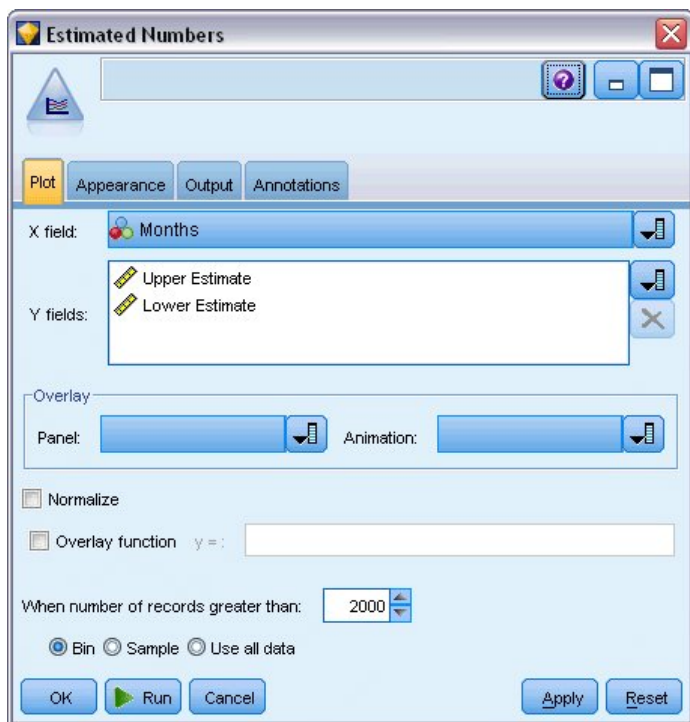 Estimated Numbers
?
Plot Appearance Output Annotations
X field: Months
Y fields: Upper Estimate
Lower Estimate
Overlay
Panel: Animation:
Normalize
Overlay function y = :
When number of records greater than: 2000
Bin Sample Use all data
OK Run Cancel Apply Reset